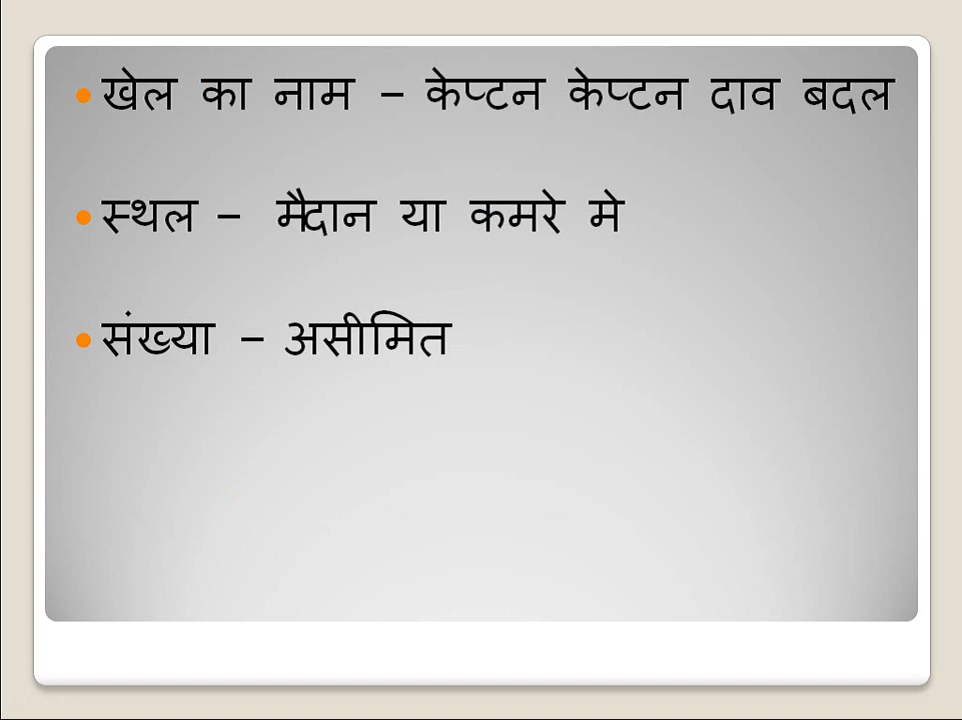 खेल का नाम – केप्टन केप्टन दाव बदल
स्थल – मैदान या कमरे मे
संख्या – असीमित